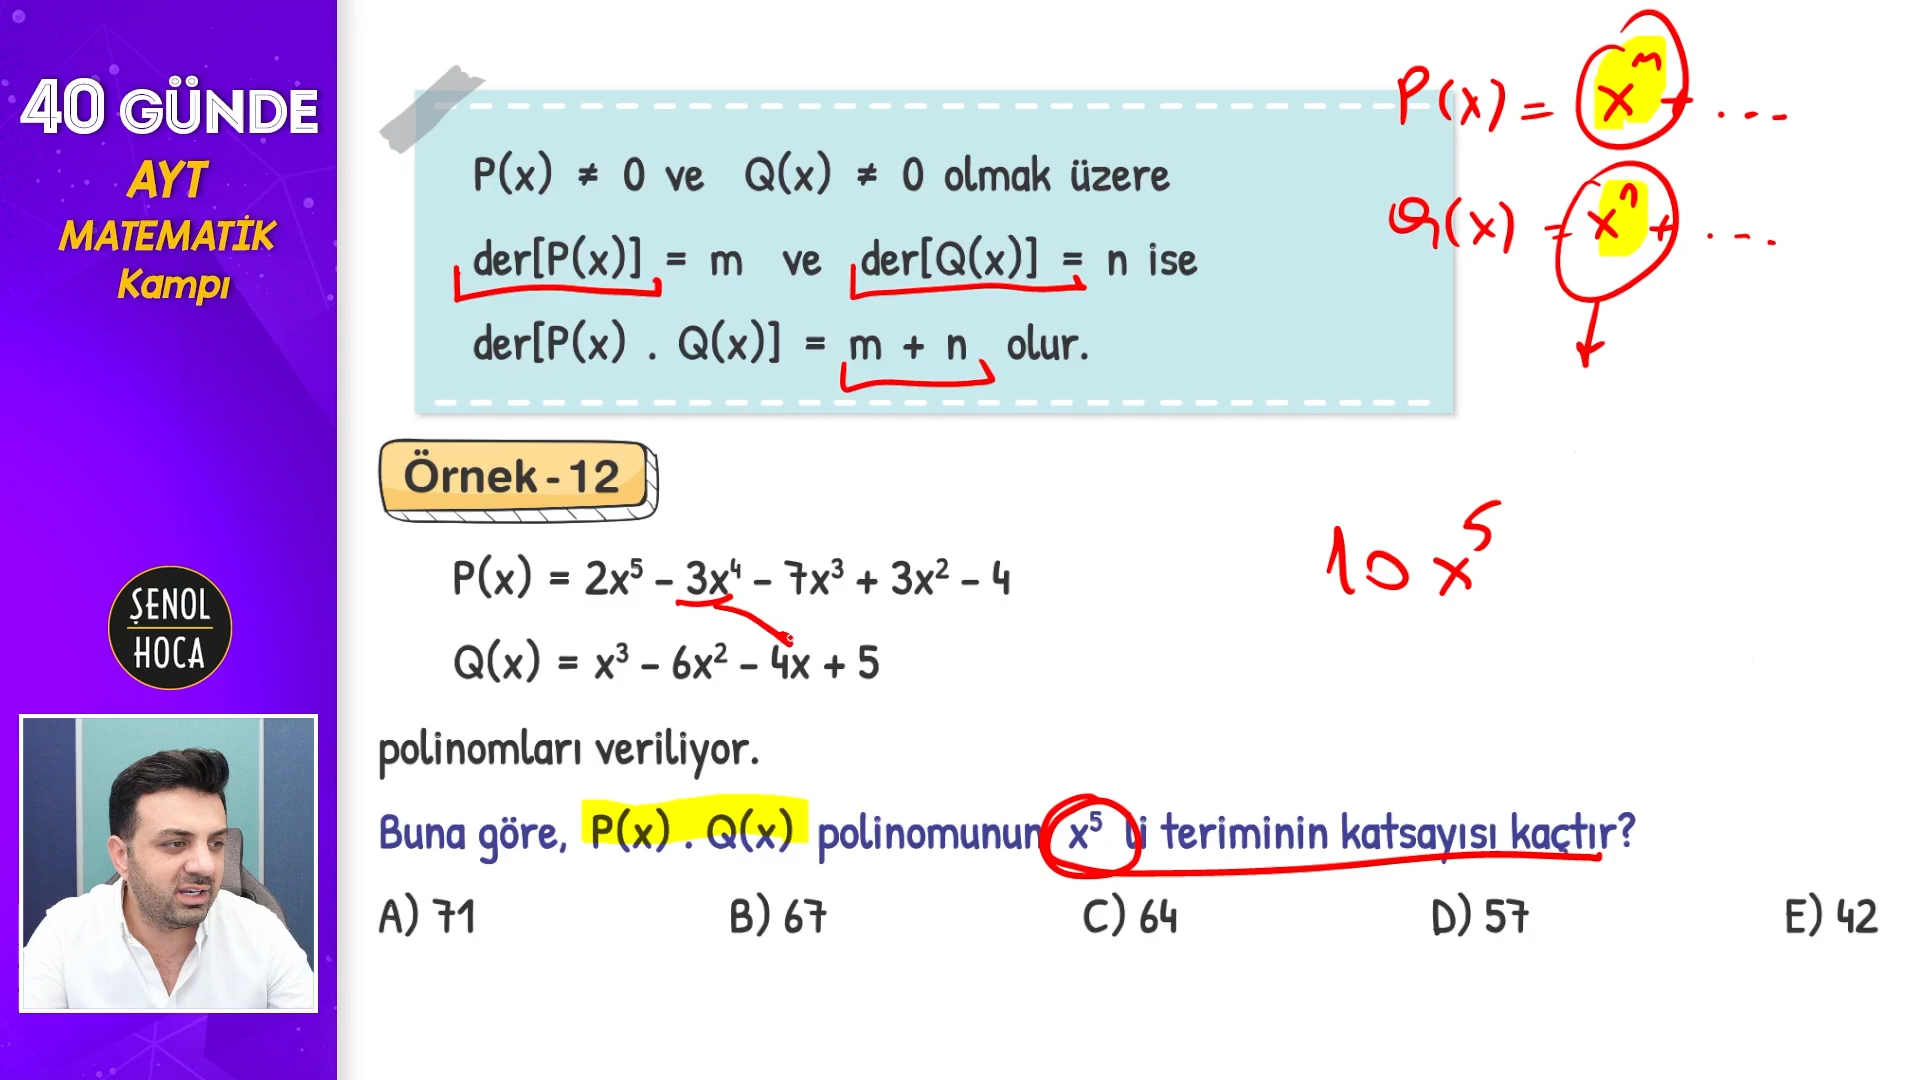 40 GÜNDE
AYT
MATEMATİK
Kampı
ŞENOL
HOCA
P(x) ≠ 0 ve Q(x) ≠ 0 olmak üzere
der[P(x)] = m ve der[Q(x)] = n ise
der[P(x) . Q(x)] = m + n olur.
P(x) = x^m + ...
Q(x) = x^n + ...
Örnek - 12
P(x) = 2x⁵ - 3x⁴ - 7x³ + 3x² - 4
Q(x) = x³ - 6x² - 4x + 5
10x⁵
polinomları veriliyor.
Buna göre, P(x) . Q(x) polinomunun x⁵ li teriminin katsayısı kaçtır?
A) 71 B) 67 C) 64 D) 57 E) 42